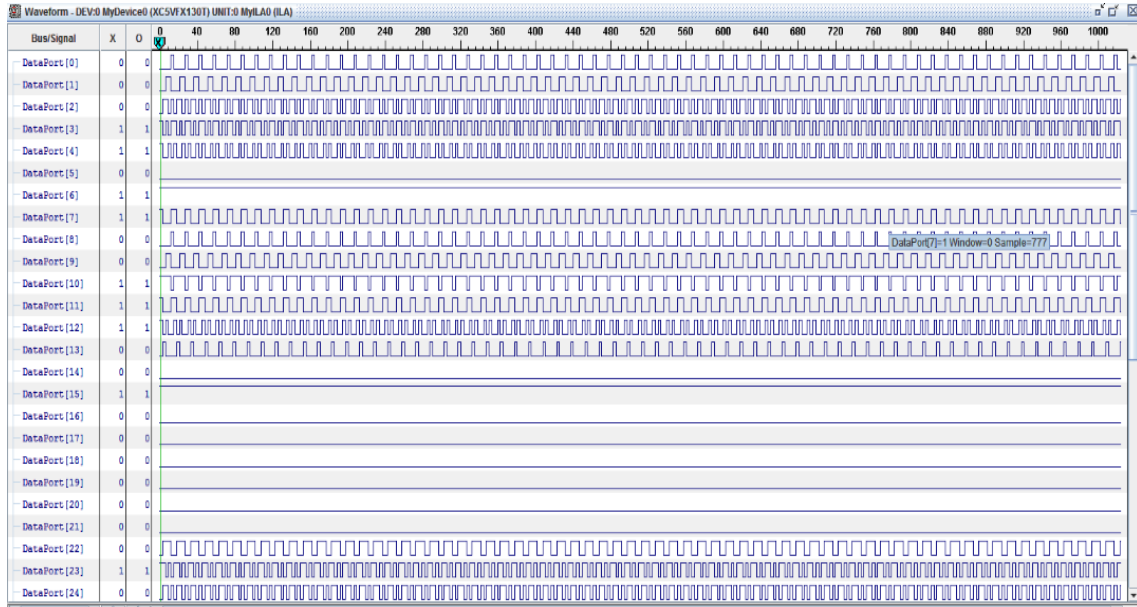 Waveform - DEV:0 MyDevice0 (XC5VFX130T) UNIT:0 MyILA0 (ILA)
Bus/Signal X O 0 40 80 120 160 200 240 280 320 360 400 440 480 520 560 600 640 680 720 760 800 840 880 920 960 1000
DataPort[0] 0 0
DataPort[1] 0 0
DataPort[2] 0 0
DataPort[3] 1 1
DataPort[4] 1 1
DataPort[5] 0 0
DataPort[6] 1 1
DataPort[7] 1 1
DataPort[8] 0 0 DataPort[7]=1 Window=0 Sample=777
DataPort[9] 0 0
DataPort[10] 1 1
DataPort[11] 1 1
DataPort[12] 1 1
DataPort[13] 0 0
DataPort[14] 0 0
DataPort[15] 1 1
DataPort[16] 0 0
DataPort[17] 0 0
DataPort[18] 0 0
DataPort[19] 0 0
DataPort[20] 0 0
DataPort[21] 0 0
DataPort[22] 0 0
DataPort[23] 1 1
DataPort[24] 0 0